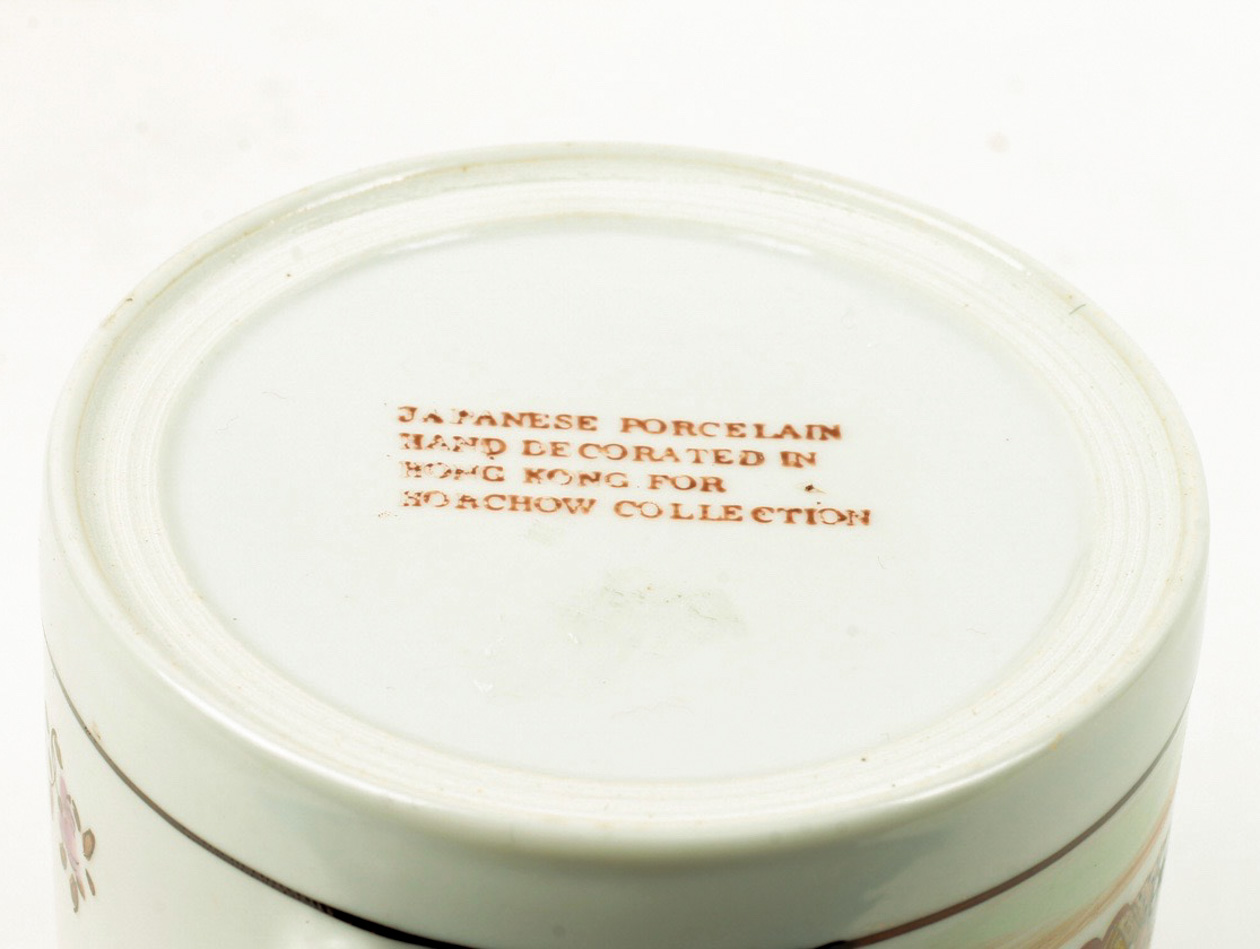 JAPANESE PORCELAIN
HAND DECORATED IN
HONG KONG FOR
HORCHOW COLLECTION